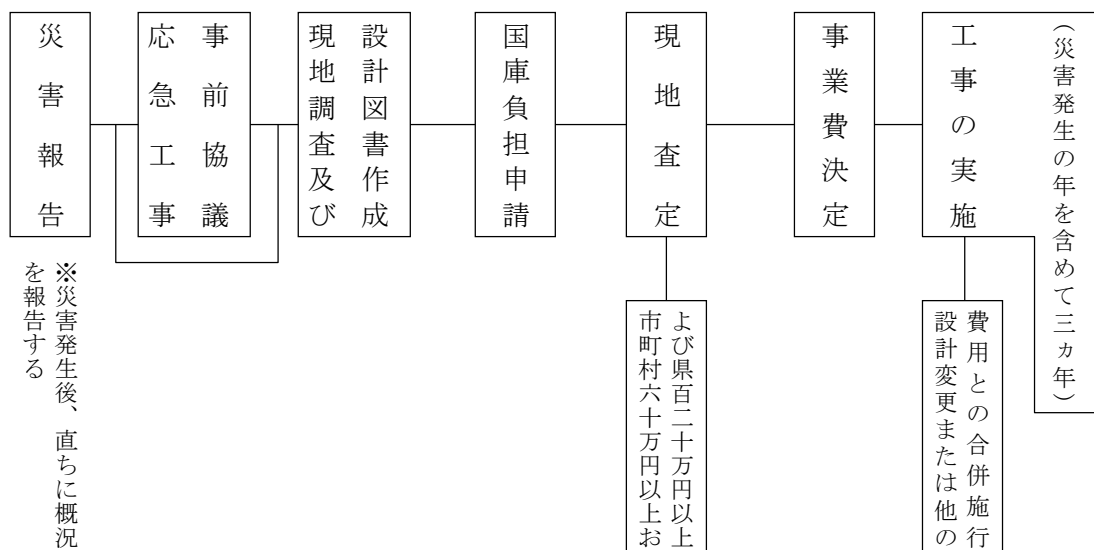 災害報告
※災害発生後、直ちに概況
を報告する
応急工事
事前協議
現地調査及び
設計図書作成
国庫負担申請
現地査定
市町村六十万円以上お
よび県百二十万円以上
事業費決定
工事の実施
（災害発生の年を含めて三ヵ年）
設計変更または他の
費用との合併施行